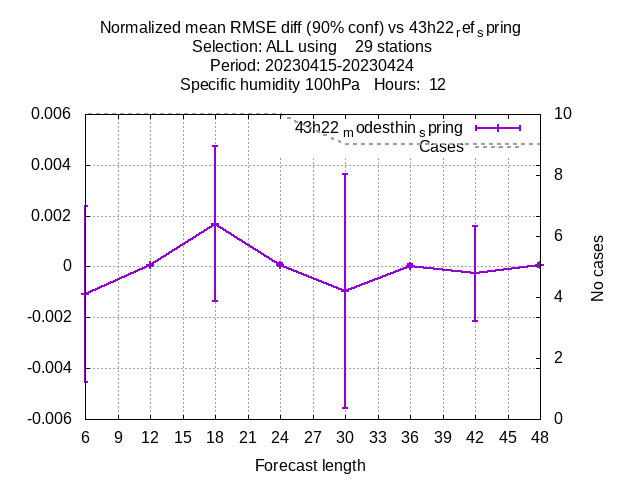 Normalized mean RMSE diff (90% conf) vs 43h22refspring
Selection: ALL using 29 stations
Period: 20230415-20230424
Specific humidity 100hPa Hours: 12
0.006
0.004
0.002
0
-0.002
-0.004
-0.006
43h22modesthinspring
Cases
10
8
6
4
2
0
No cases
6 9 12 15 18 21 24 27 30 33 36 39 42 45 48
Forecast length